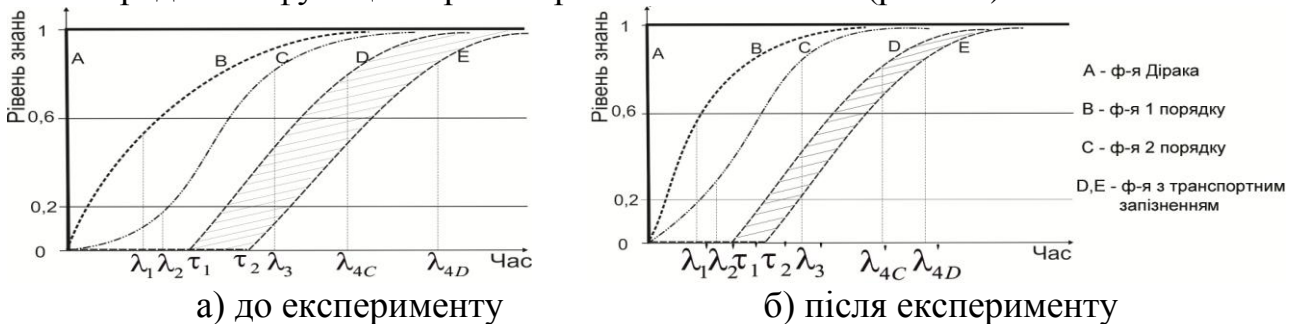 Рівень знань
1
0,6
0,2
0
A
B
C
D
E
λ1 λ2 τ1 τ2 λ3 λ4C λ4D
Час
а) до експерименту
Рівень знань
1
0,6
0,2
0
A
B
C
D
E
λ1 λ2 τ1 τ2 λ3 λ4C λ4D
Час
б) після експерименту
А - ф-я Дірака
В - ф-я 1 порядку
С - ф-я 2 порядку
D,E - ф-я з транспортним
запізненням